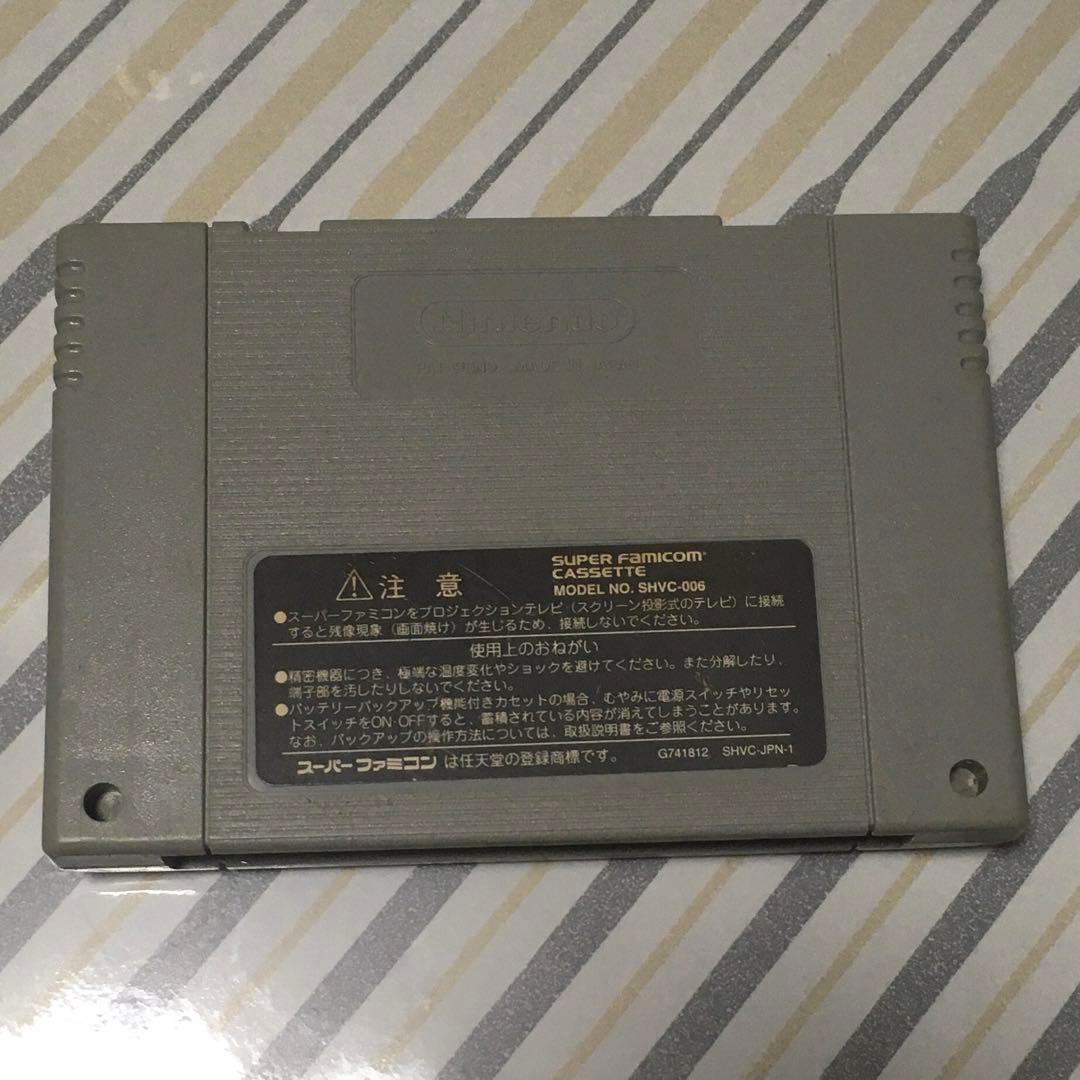 Nintendo
PAT. PEND. MADE IN JAPAN
⚠注意
SUPER FAMICOM
CASSETTE
MODEL NO. SHVC-006
●スーパーファミコンをプロジェクションテレビ（スクリーン投影式のテレビ）に接続
すると残像現象（画面焼け）が生じるため、接続しないでください。
使用上のおねがい
●精密機器につき、極端な温度変化やショックを避けてください。また分解したり、
端子部を汚したりしないでください。
●バッテリーバックアップ機能付きカセットの場合、むやみに電源スイッチやリセッ
トスイッチをON-OFFすると、蓄積されている内容が消えてしまうことがあります。
なお、バックアップの操作方法については、取扱説明書をご参照ください。
スーパーファミコンは任天堂の登録商標です。
G741812 SHVC-JPN-1